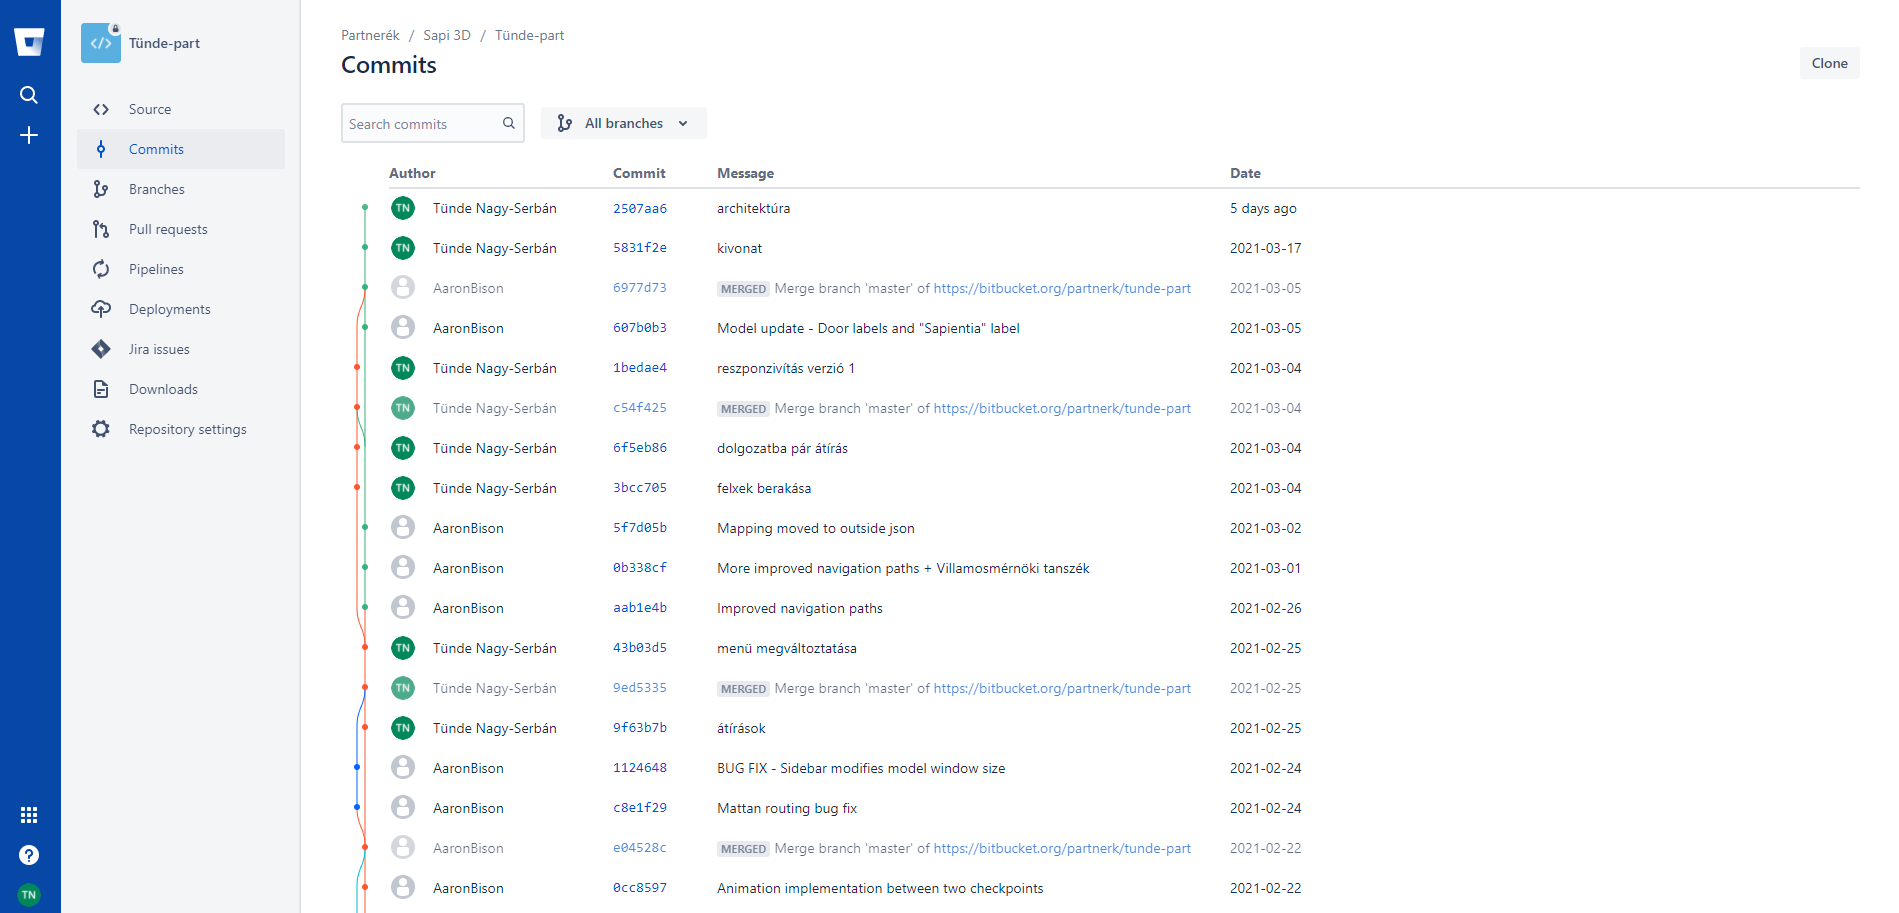 Tünde-part
Source
Commits
Branches
Pull requests
Pipelines
Deployments
Jira issues
Downloads
Repository settings
TN
Partnerék / Sapi 3D / Tünde-part
Commits
Clone
Search commits
All branches
Author Commit Message Date
TN Tünde Nagy-Serbán 2507aa6 architektúra 5 days ago
TN Tünde Nagy-Serbán 5831f2e kivonat 2021-03-17
AaronBison 6977d73 MERGED Merge branch 'master' of https://bitbucket.org/partnerk/tunde-part 2021-03-05
AaronBison 607b0b3 Model update - Door labels and "Sapientia" label 2021-03-05
TN Tünde Nagy-Serbán 1bedae4 reszponzivítás verzió 1 2021-03-04
TN Tünde Nagy-Serbán c54f425 MERGED Merge branch 'master' of https://bitbucket.org/partnerk/tunde-part 2021-03-04
TN Tünde Nagy-Serbán 6f5eb86 dolgozatba pár átírás 2021-03-04
TN Tünde Nagy-Serbán 3bcc705 felxek berakása 2021-03-04
AaronBison 5f7d05b Mapping moved to outside json 2021-03-02
AaronBison 0b338cf More improved navigation paths + Villamosmérnöki tanszék 2021-03-01
AaronBison aab1e4b Improved navigation paths 2021-02-26
TN Tünde Nagy-Serbán 43b03d5 menü megváltoztatása 2021-02-25
TN Tünde Nagy-Serbán 9ed5335 MERGED Merge branch 'master' of https://bitbucket.org/partnerk/tunde-part 2021-02-25
TN Tünde Nagy-Serbán 9f63b7b átírások 2021-02-25
AaronBison 1124648 BUG FIX - Sidebar modifies model window size 2021-02-24
AaronBison c8e1f29 Mattan routing bug fix 2021-02-24
AaronBison e04528c MERGED Merge branch 'master' of https://bitbucket.org/partnerk/tunde-part 2021-02-22
AaronBison 0cc8597 Animation implementation between two checkpoints 2021-02-22